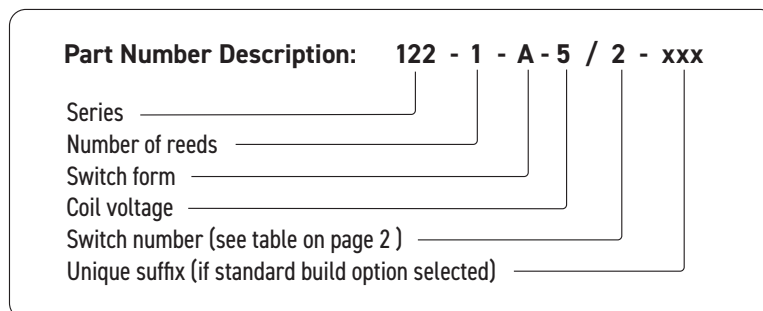 Part Number Description: 122 - 1 - A - 5 / 2 - xxx
Series
Number of reeds
Switch form
Coil voltage
Switch number (see table on page 2 )
Unique suffix (if standard build option selected)